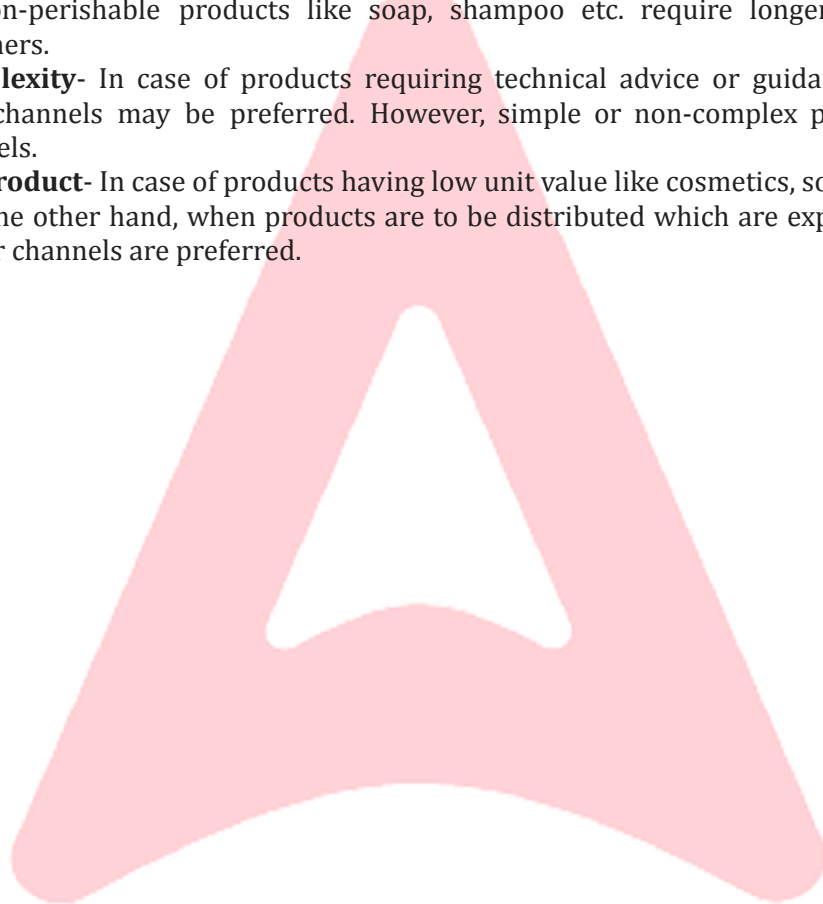 on-perishable products like soap, shampoo etc. require longer
ners.
lexity- In case of products requiring technical advice or guida
channels may be preferred. However, simple or non-complex p
els.
roduct- In case of products having low unit value like cosmetics, so
he other hand, when products are to be distributed which are exp
r channels are preferred.